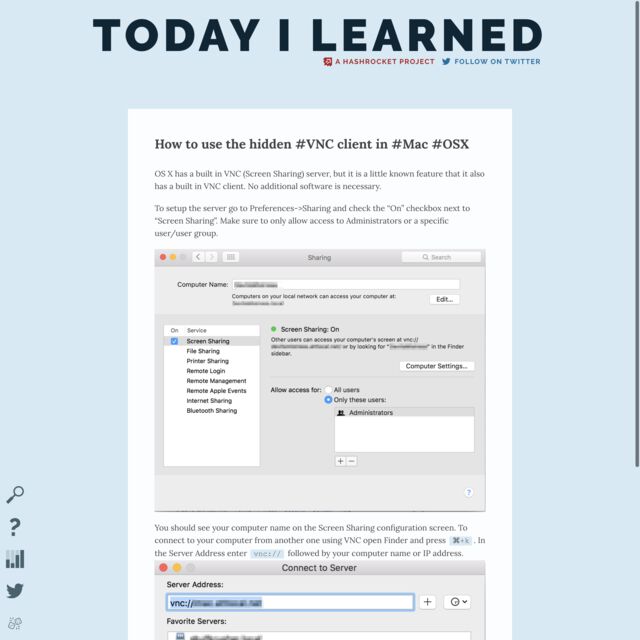 TODAY I LEARNED
A HASHROCKET PROJECT FOLLOW ON TWITTER
How to use the hidden #VNC client in #Mac #OSX
OS X has a built in VNC (Screen Sharing) server, but it is a little known feature that it also
has a built in VNC client. No additional software is necessary.
To setup the server go to Preferences->Sharing and check the “On” checkbox next to
“Screen Sharing”. Make sure to only allow access to Administrators or a specific
user/user group.
Sharing
Search
Computer Name:
Computers on your local network can access your computer at:
Edit...
On Service
Screen Sharing
File Sharing
Printer Sharing
Remote Login
Remote Management
Remote Apple Events
Internet Sharing
Bluetooth Sharing
Screen Sharing: On
Other users can access your computer's screen at vnc://
or by looking for “ ” in the Finder
sidebar.
Computer Settings...
Allow access for: All users
Only these users:
Administrators
+ −
?
You should see your computer name on the Screen Sharing configuration screen. To
connect to your computer from another one using VNC open Finder and press ⌘+k . In
the Server Address enter vnc:// followed by your computer name or IP address.
Connect to Server
Server Address:
vnc://
+
Favorite Servers:
?